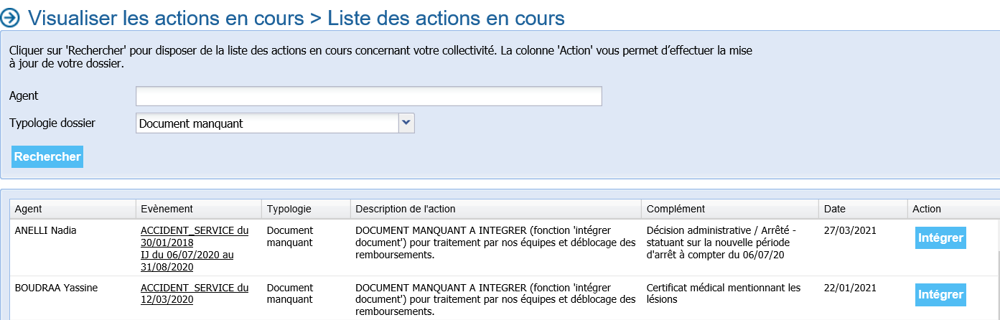 Visualiser les actions en cours > Liste des actions en cours
Cliquer sur 'Rechercher' pour disposer de la liste des actions en cours concernant votre collectivité. La colonne 'Action' vous permet d'effectuer la mise
à jour de votre dossier.
Agent
Typologie dossier
Document manquant
Rechercher
Agent Evènement Typologie Description de l'action Complément Date Action
ANELLI Nadia ACCIDENT_SERVICE du Document DOCUMENT MANQUANT A INTEGRER (fonction 'intégrer Décision administrative / Arrêté - 27/03/2021
30/01/2018 manquant document') pour traitement par nos équipes et déblocage des statuant sur la nouvelle période Intégrer
IJ du 06/07/2020 au remboursements. d'arrêt à compter du 06/07/20
31/08/2020
BOUDRAA Yassine ACCIDENT_SERVICE du Document DOCUMENT MANQUANT A INTEGRER (fonction 'intégrer Certificat médical mentionnant les 22/01/2021
12/03/2020 manquant document') pour traitement par nos équipes et déblocage des lésions Intégrer
remboursements.